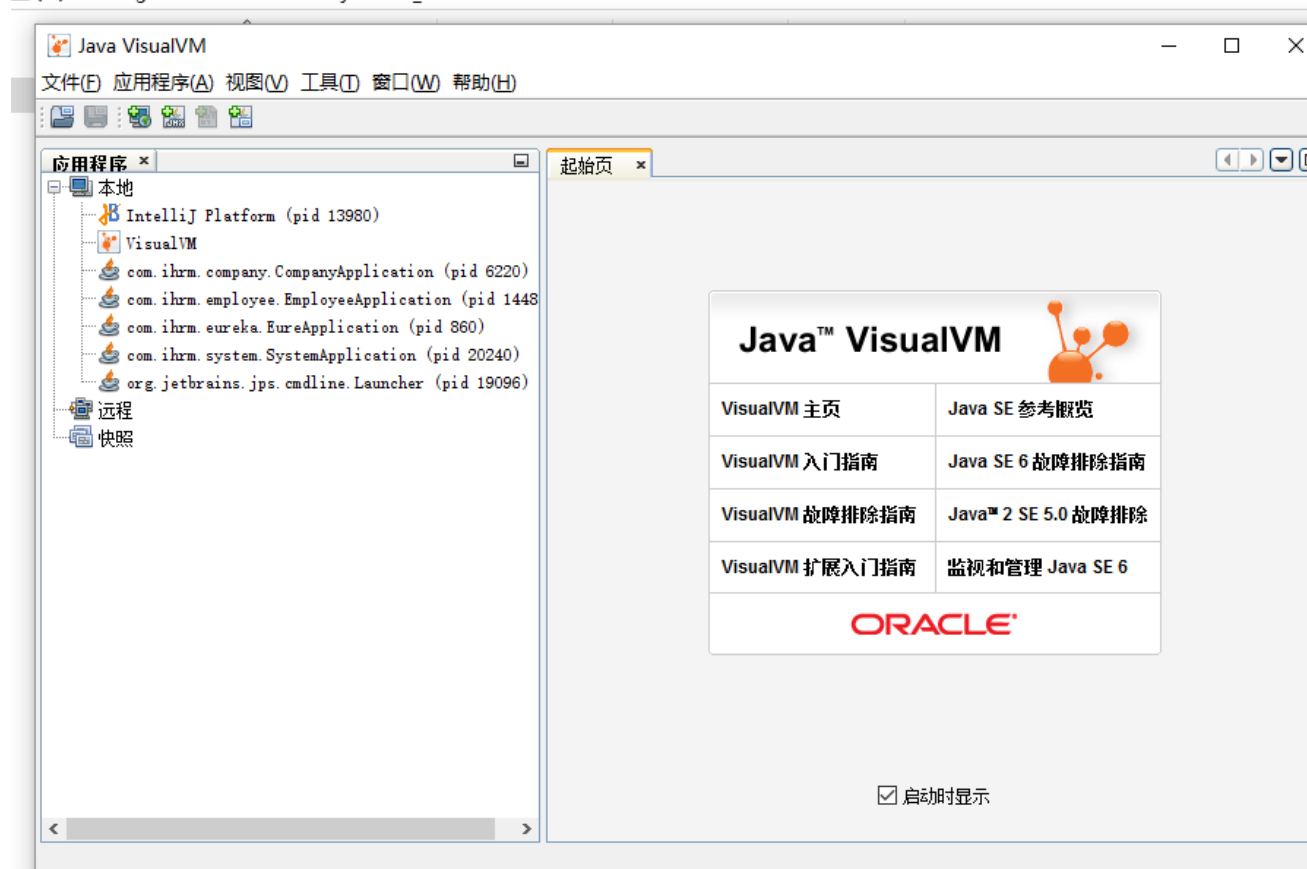 Java VisualVM
文件(F) 应用程序(A) 视图(V) 工具(T) 窗口(W) 帮助(H)
应用程序
起始页
本地
IntelliJ Platform (pid 13980)
VisualVM
com.ihrm.company.CompanyApplication (pid 6220)
com.ihrm.employee.EmployeeApplication (pid 1448
com.ihrm.eureka.EureApplication (pid 860)
com.ihrm.system.SystemApplication (pid 20240)
org.jetbrains.jps.cmdline.Launcher (pid 19096)
远程
快照
Java™ VisualVM
VisualVM 主页
Java SE 参考概览
VisualVM 入门指南
Java SE 6 故障排除指南
VisualVM 故障排除指南
Java™ 2 SE 5.0 故障排除
VisualVM 扩展入门指南
监视和管理 Java SE 6
ORACLE
启动时显示